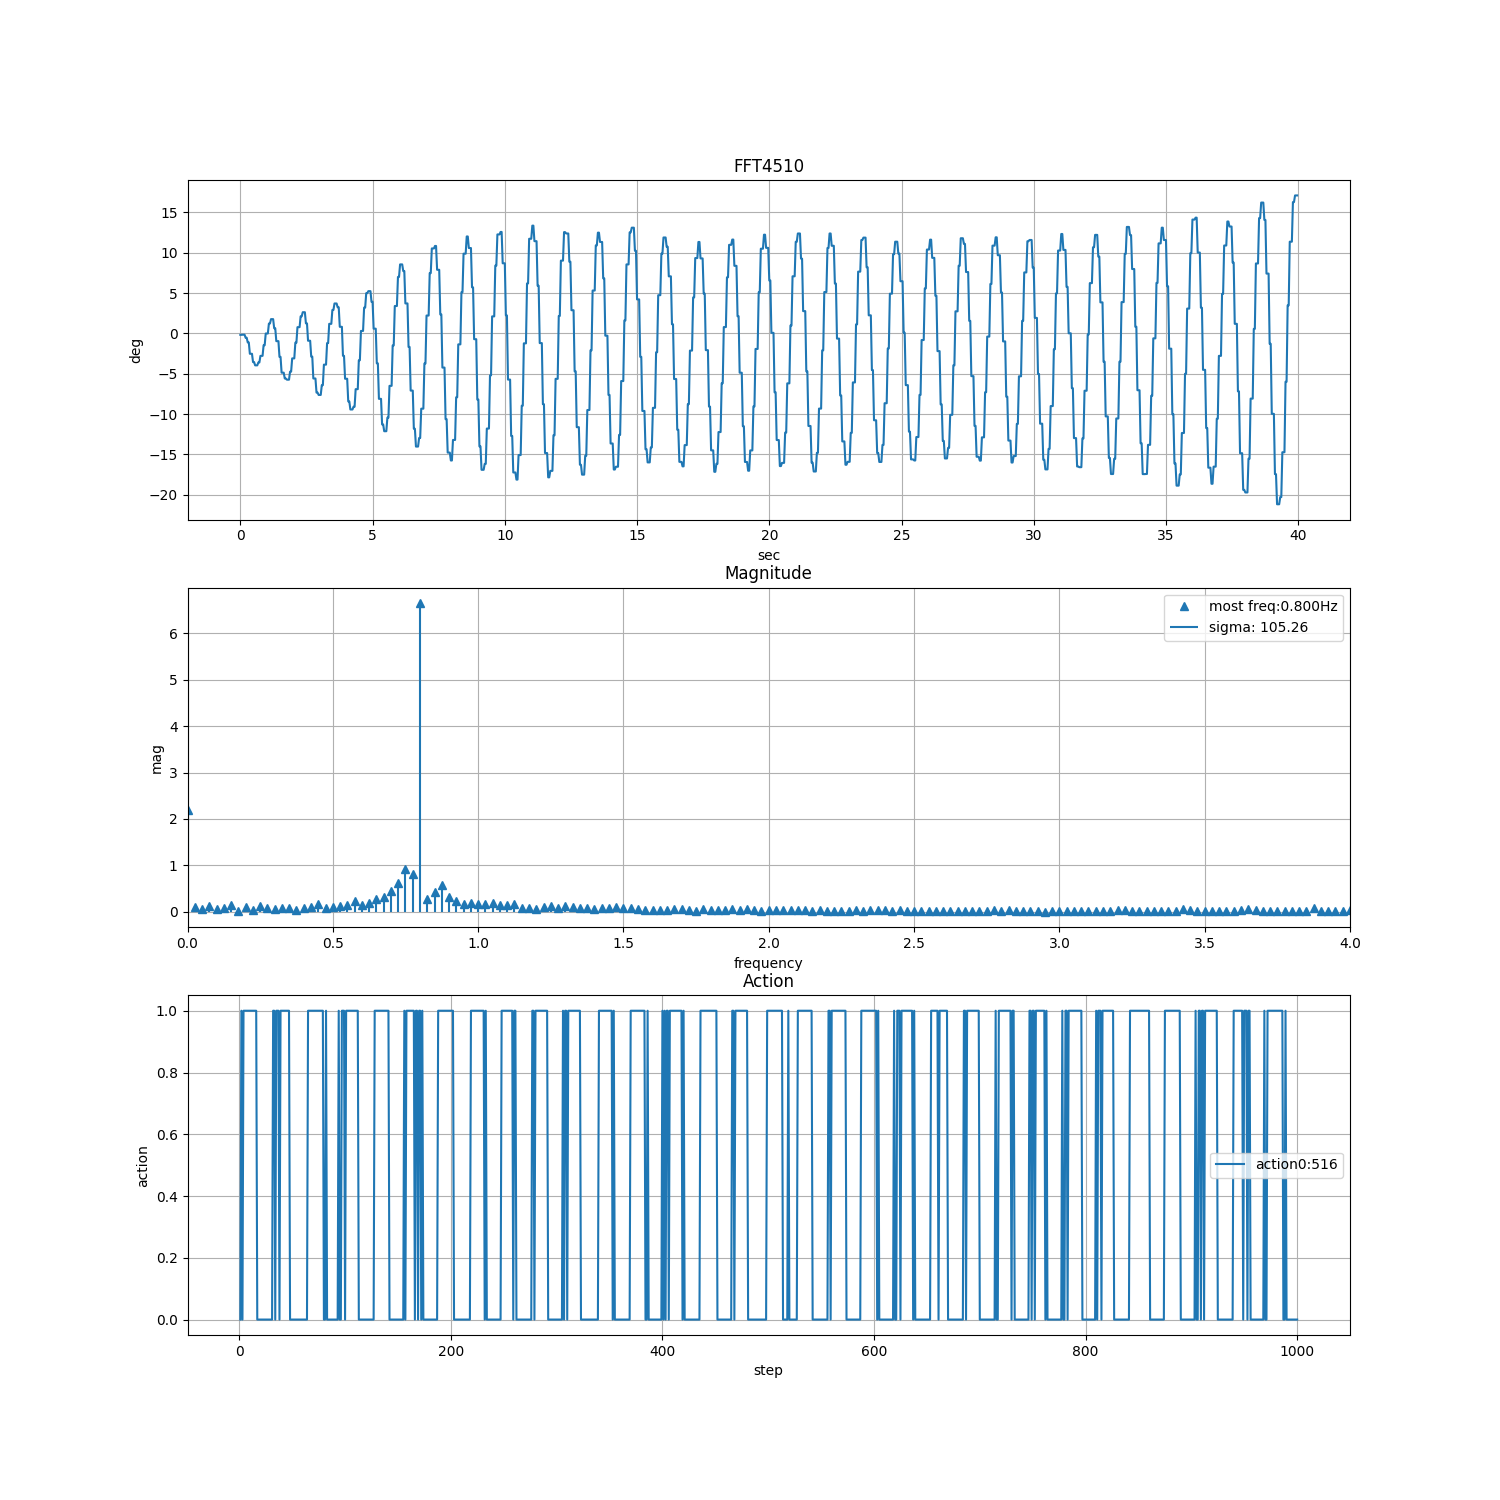 FFT4510
15
10
5
0
−5
−10
−15
−20
deg
0 5 10 15 20 25 30 35 40
sec
Magnitude
most freq:0.800Hz
sigma: 105.26
6
5
4
3
2
1
0
mag
0.0 0.5 1.0 1.5 2.0 2.5 3.0 3.5 4.0
frequency
Action
1.0
0.8
0.6
0.4
0.2
0.0
action
action0:516
0 200 400 600 800 1000
step